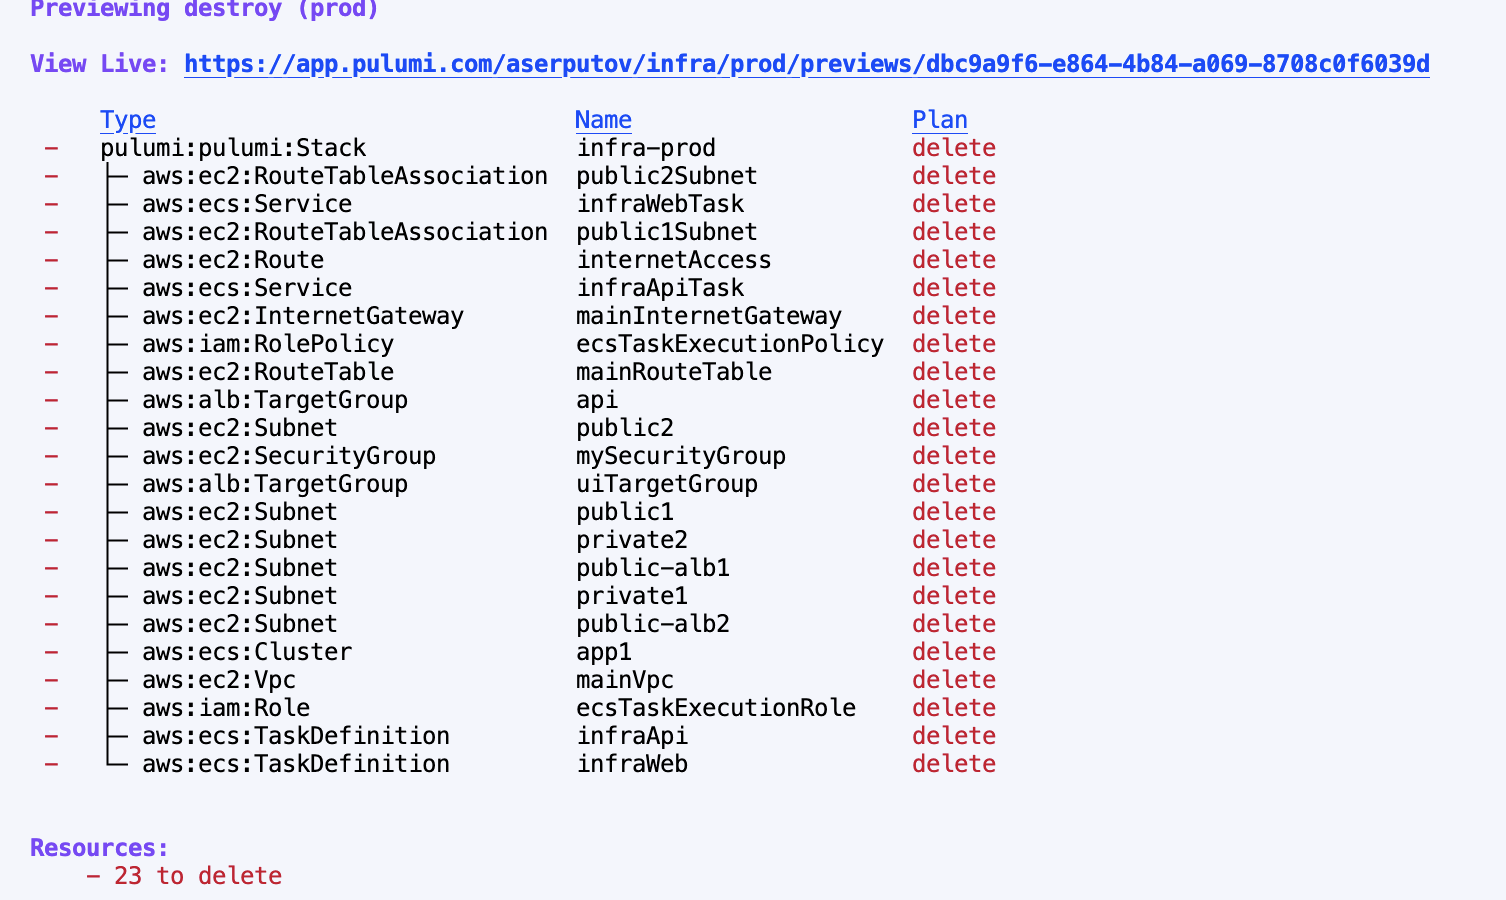 Previewing destroy (prod)
View Live: https://app.pulumi.com/aserputov/infra/prod/previews/dbc9a9f6-e864-4b84-a069-8708c0f6039d
Type Name Plan
- pulumi:pulumi:Stack infra-prod delete
- ├─ aws:ec2:RouteTableAssociation public2Subnet delete
- ├─ aws:ecs:Service infraWebTask delete
- ├─ aws:ec2:RouteTableAssociation public1Subnet delete
- ├─ aws:ec2:Route internetAccess delete
- ├─ aws:ecs:Service infraApiTask delete
- ├─ aws:ec2:InternetGateway mainInternetGateway delete
- ├─ aws:iam:RolePolicy ecsTaskExecutionPolicy delete
- ├─ aws:ec2:RouteTable mainRouteTable delete
- ├─ aws:alb:TargetGroup api delete
- ├─ aws:ec2:Subnet public2 delete
- ├─ aws:ec2:SecurityGroup mySecurityGroup delete
- ├─ aws:alb:TargetGroup uiTargetGroup delete
- ├─ aws:ec2:Subnet public1 delete
- ├─ aws:ec2:Subnet private2 delete
- ├─ aws:ec2:Subnet public-alb1 delete
- ├─ aws:ec2:Subnet private1 delete
- ├─ aws:ec2:Subnet public-alb2 delete
- ├─ aws:ecs:Cluster app1 delete
- ├─ aws:ec2:Vpc mainVpc delete
- ├─ aws:iam:Role ecsTaskExecutionRole delete
- ├─ aws:ecs:TaskDefinition infraApi delete
- └─ aws:ecs:TaskDefinition infraWeb delete
Resources:
- 23 to delete